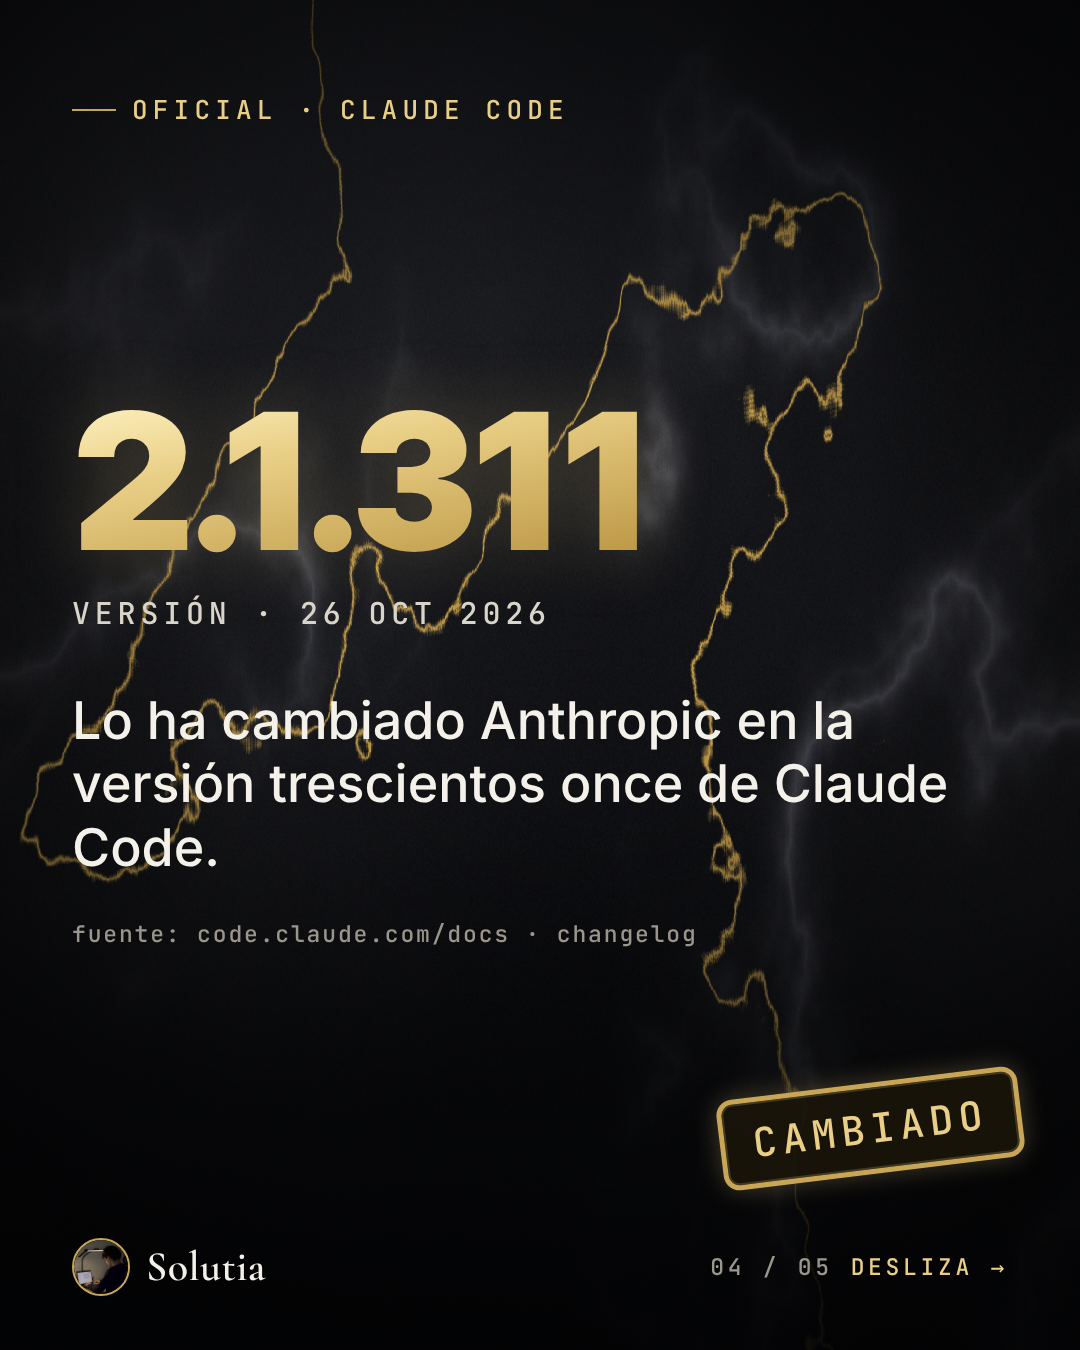 OFICIAL · CLAUDE CODE
2.1.311
VERSIÓN · 26 OCT 2026
Lo ha cambiado Anthropic en la
versión trescientos once de Claude
Code.
fuente: code.claude.com/docs · changelog
CAMBIADO
Solutia
04 / 05 DESLIZA →